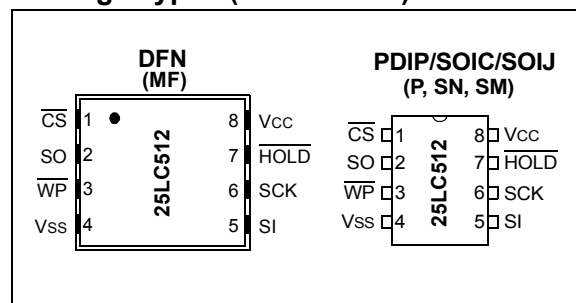 DFN
(MF)
CS 1 8 VCC
SO 2 7 HOLD
WP 3 6 SCK
VSS 4 5 SI
25LC512
PDIP/SOIC/SOIJ
(P, SN, SM)
CS 1 8 VCC
SO 2 7 HOLD
WP 3 6 SCK
VSS 4 5 SI
25LC512